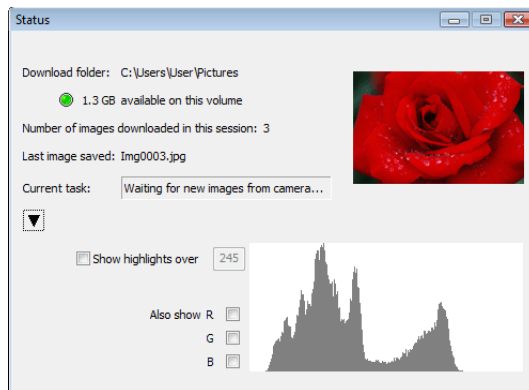 Status
Download folder: C:\Users\User\Pictures
1.3 GB available on this volume
Number of images downloaded in this session: 3
Last image saved: Img0003.jpg
Current task: Waiting for new images from camera...
Show highlights over 245
Also show R
G
B